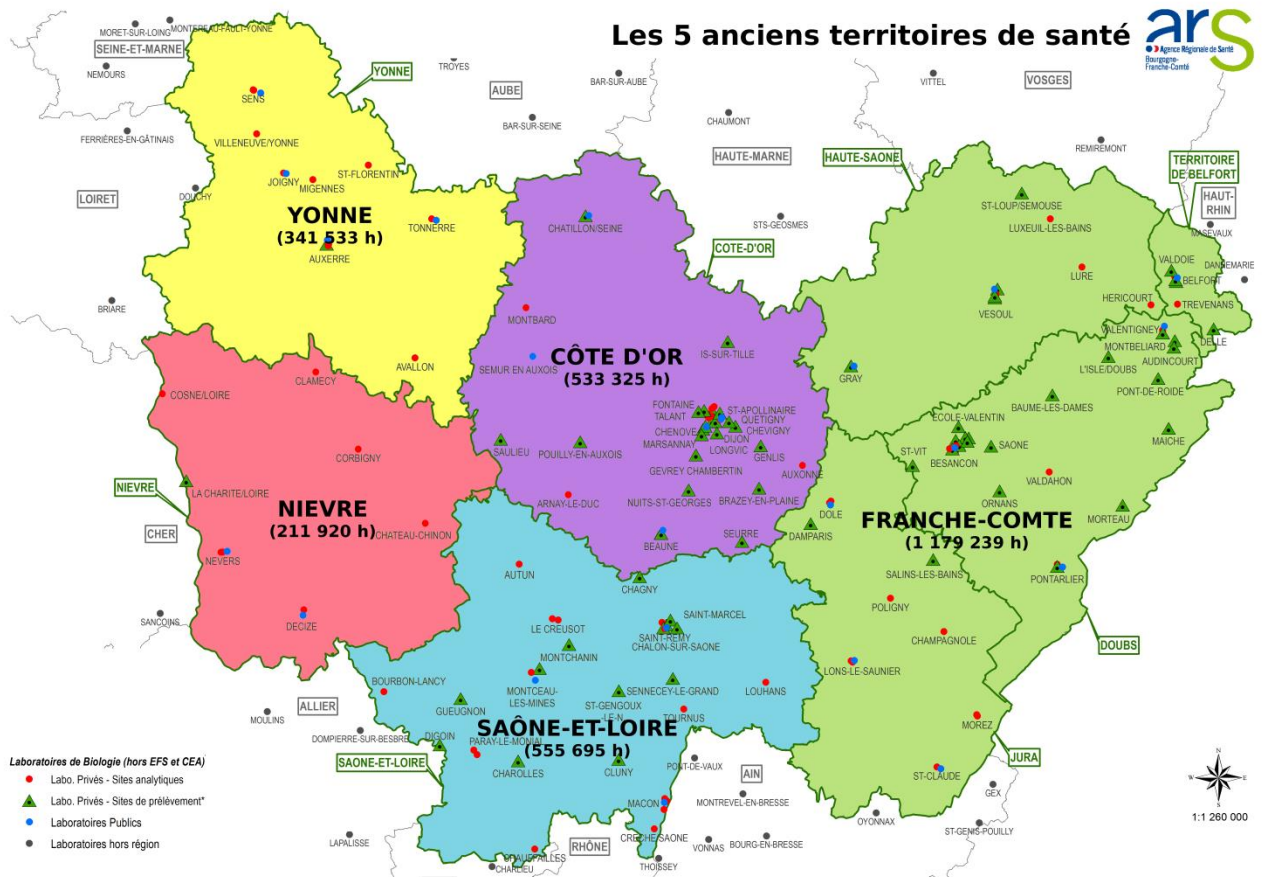 Les 5 anciens territoires de santé
ars
Agence Régionale de Santé
Bourgogne-
Franche-Comté
MORET-SUR-LOING
MONTEREAU-FAULT-YONNE
SEINE-ET-MARNE
NEMOURS
YONNE
TROYES
BAR-SUR-AUBE
VITTEL
VOSGES
AUBE
SENS
BAR-SUR-SEINE
CHAUMONT
FERRIÈRES-EN-GÂTINAIS
VILLENEUVE/YONNE
REMIREMONT
HAUTE-MARNE
HAUTE-SAONE
TERRITOIRE
DE BELFORT
ST-FLORENTIN
JOIGNY
MIGENNES
LOIRET
DOUCHY
ST-LOUP/SEMOUSE
HAUT-
RHIN
YONNE
(341 533 h)
TONNERRE
CHATILLON/SEINE
STS-GEOSMES
LUXEUIL-LES-BAINS
MASEVAUX
AUXERRE
COTE-D'OR
VALDOIE
DANNEMARIE
LURE
BELFORT
BRIARE
MONTBARD
HERICOURT
TREVENANS
VESOUL
VALENTIGNEY
DELLE
MONTBELIARD
AUDINCOURT
IS-SUR-TILLE
CÔTE D'OR
(533 325 h)
SEMUR EN AUXOIS
AVALLON
CLAMECY
L'ISLE/DOUBS
GRAY
PONT-DE-ROIDE
COSNE/LOIRE
BAUME-LES-DAMES
FONTAINE
ST-APOLLINAIRE
TALANT
QUETIGNY
CHENOVE
CHEVIGNY
DIJON
MARSANNAY
LONGVIC
ECOLE-VALENTIN
MAICHE
SAULIEU
POUILLY-EN-AUXOIS
GENLIS
GEVREY CHAMBERTIN
SAONE
BESANCON
ST-VIT
CORBIGNY
AUXONNE
VALDAHON
LA CHARITE/LOIRE
NIEVRE
ARNAY-LE-DUC
NUITS-ST-GEORGES
BRAZEY-EN-PLAINE
ORNANS
DOLE
MORTEAU
NIEVRE
(211 920 h)
FRANCHE-COMTE
(1 179 239 h)
CHER
CHATEAU-CHINON
DAMPARIS
BEAUNE
SEURRE
NEVERS
AUTUN
SALINS-LES-BAINS
PONTARLIER
CHAGNY
POLIGNY
SANCOINS
DECIZE
LE CREUSOT
SAINT-MARCEL
SAINT-REMY
CHALON-SUR-SAONE
CHAMPAGNOLE
DOUBS
MONTCHANIN
LONS-LE-SAUNIER
BOURBON-LANCY
MONTCEAU-
LES-MINES
SENNECEY-LE-GRAND
LOUHANS
ALLIER
MOULINS
GUEUGNON
ST-GENGOUX
-LE-N
TOURNUS
MOREZ
DOMPIERRE-SUR-BESBRE
DIGOIN
PARAY-LE-MONIAL
SAÔNE-ET-LOIRE
(555 695 h)
SAONE-ET-LOIRE
CHAROLLES
CLUNY
PONT-DE-VAUX
AIN
JURA
ST-CLAUDE
GEX
MACON
MONTREVEL-EN-BRESSE
OYONNAX
ST-GENIS-POUILLY
LAPALISSE
CRECHE/SAONE
RHÔNE
VONNAS
BOURG-EN-BRESSE
CHAUFFAILLES
CHARLIEU
THOISSEY
Laboratoires de Biologie (hors EFS et CEA)
Labo. Privés - Sites analytiques
Labo. Privés - Sites de prélévement*
Laboratoires Publics
Laboratoires hors région
N
W
E
S
1:1 260 000